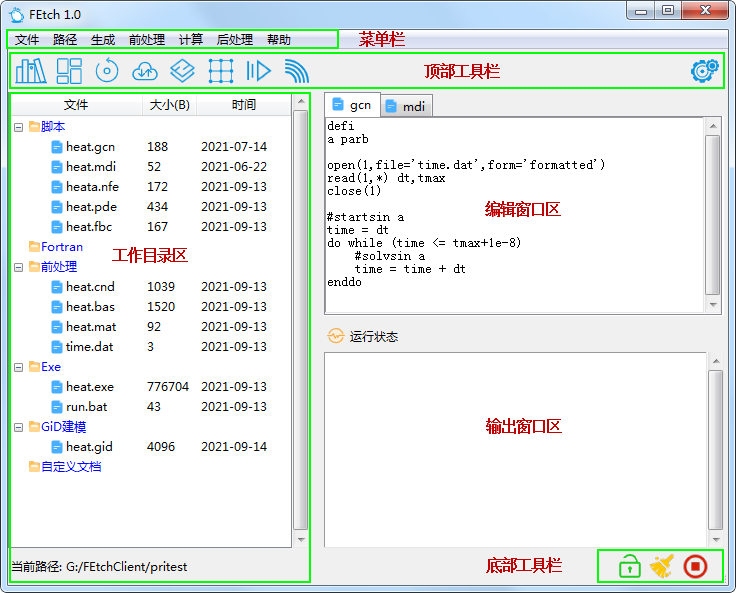 FEtch 1.0
文件 路径 生成 前处理 计算 后处理 帮助 菜单栏
顶部工具栏
文件 大小(B) 时间
脚本
heat.gcn 188 2021-07-14
heat.mdi 52 2021-06-22
heata.nfe 172 2021-09-13
heat.pde 434 2021-09-13
heat.fbc 167 2021-09-13
Fortran
工作目录区
前处理
heat.cnd 1039 2021-09-13
heat.bas 1520 2021-09-13
heat.mat 92 2021-09-13
time.dat 3 2021-09-13
Exe
heat.exe 776704 2021-09-13
run.bat 43 2021-09-13
GiD建模
heat.gid 4096 2021-09-14
自定义文档
当前路径: G:/FEtchClient/pritest
gcn mdi
defi
a parb
open(1,file='time.dat',form='formatted')
read(1,*) dt,tmax
close(1)
编辑窗口区
#startsin a
time = dt
do while (time <= tmax+1e-8)
#solvsin a
time = time + dt
enddo
运行状态
输出窗口区
底部工具栏